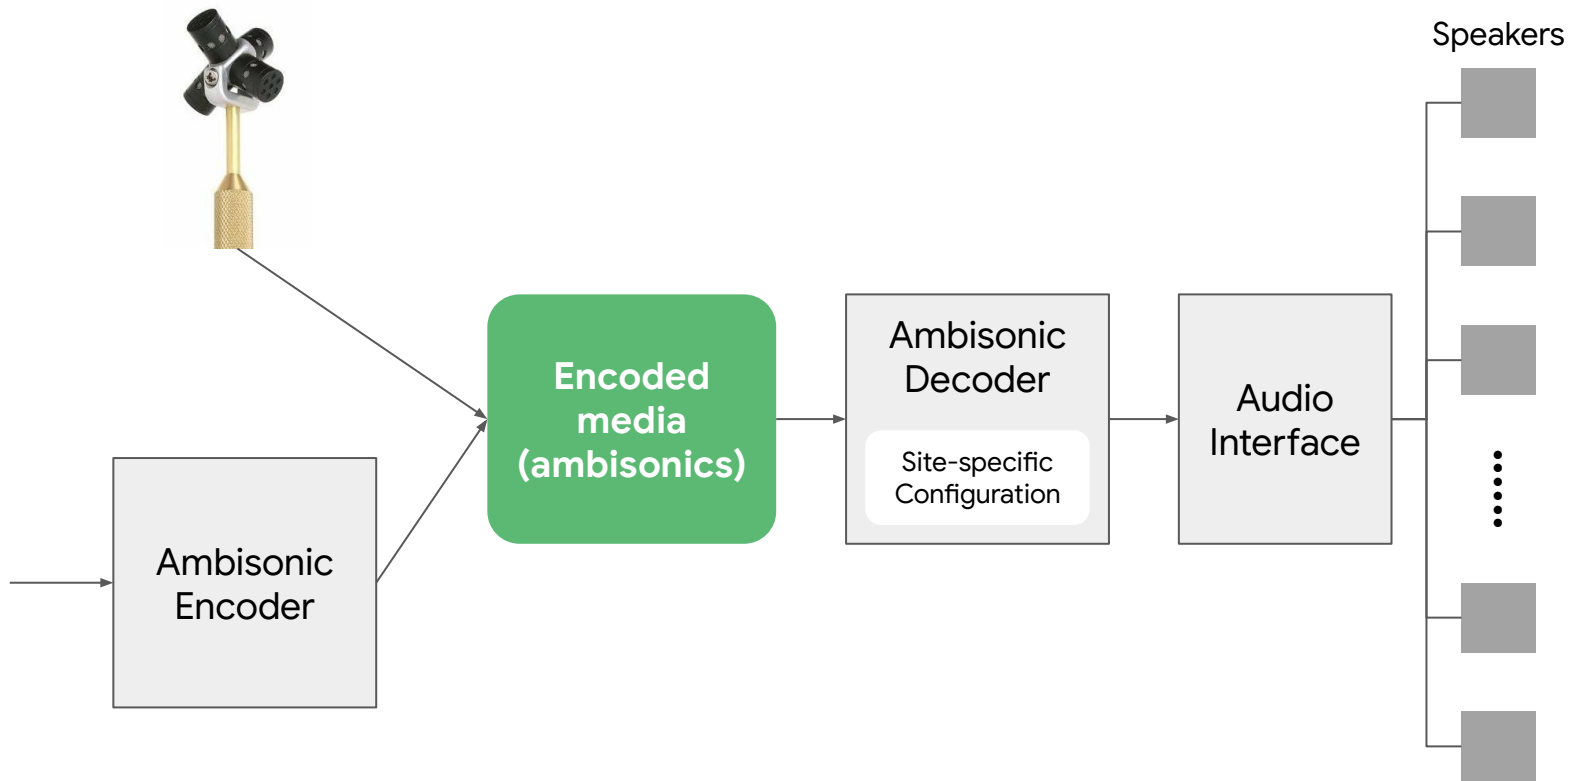 Speakers
Encoded
media
(ambisonics)
Ambisonic
Decoder
Site-specific
Configuration
Audio
Interface
Ambisonic
Encoder